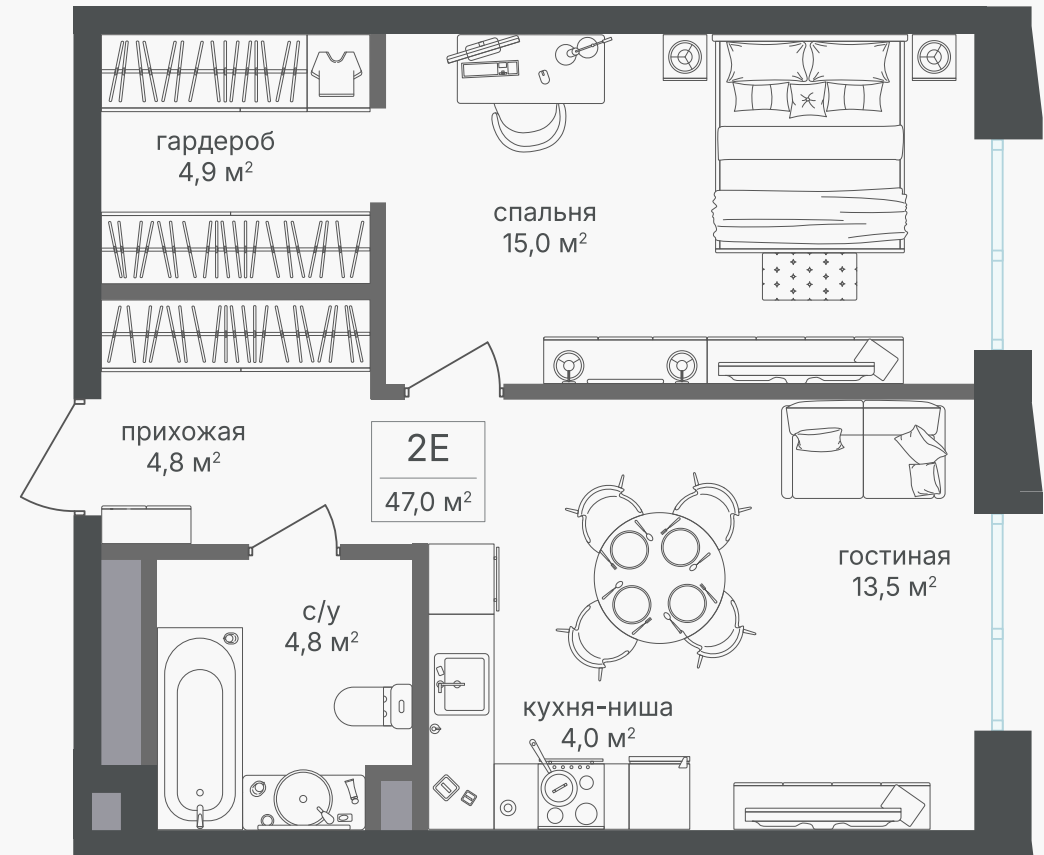 гардероб
4,9 м²
спальня
15,0 м²
прихожая
4,8 м²
2Е
47,0 м²
гостиная
13,5 м²
с/у
4,8 м²
кухня-ниша
4,0 м²